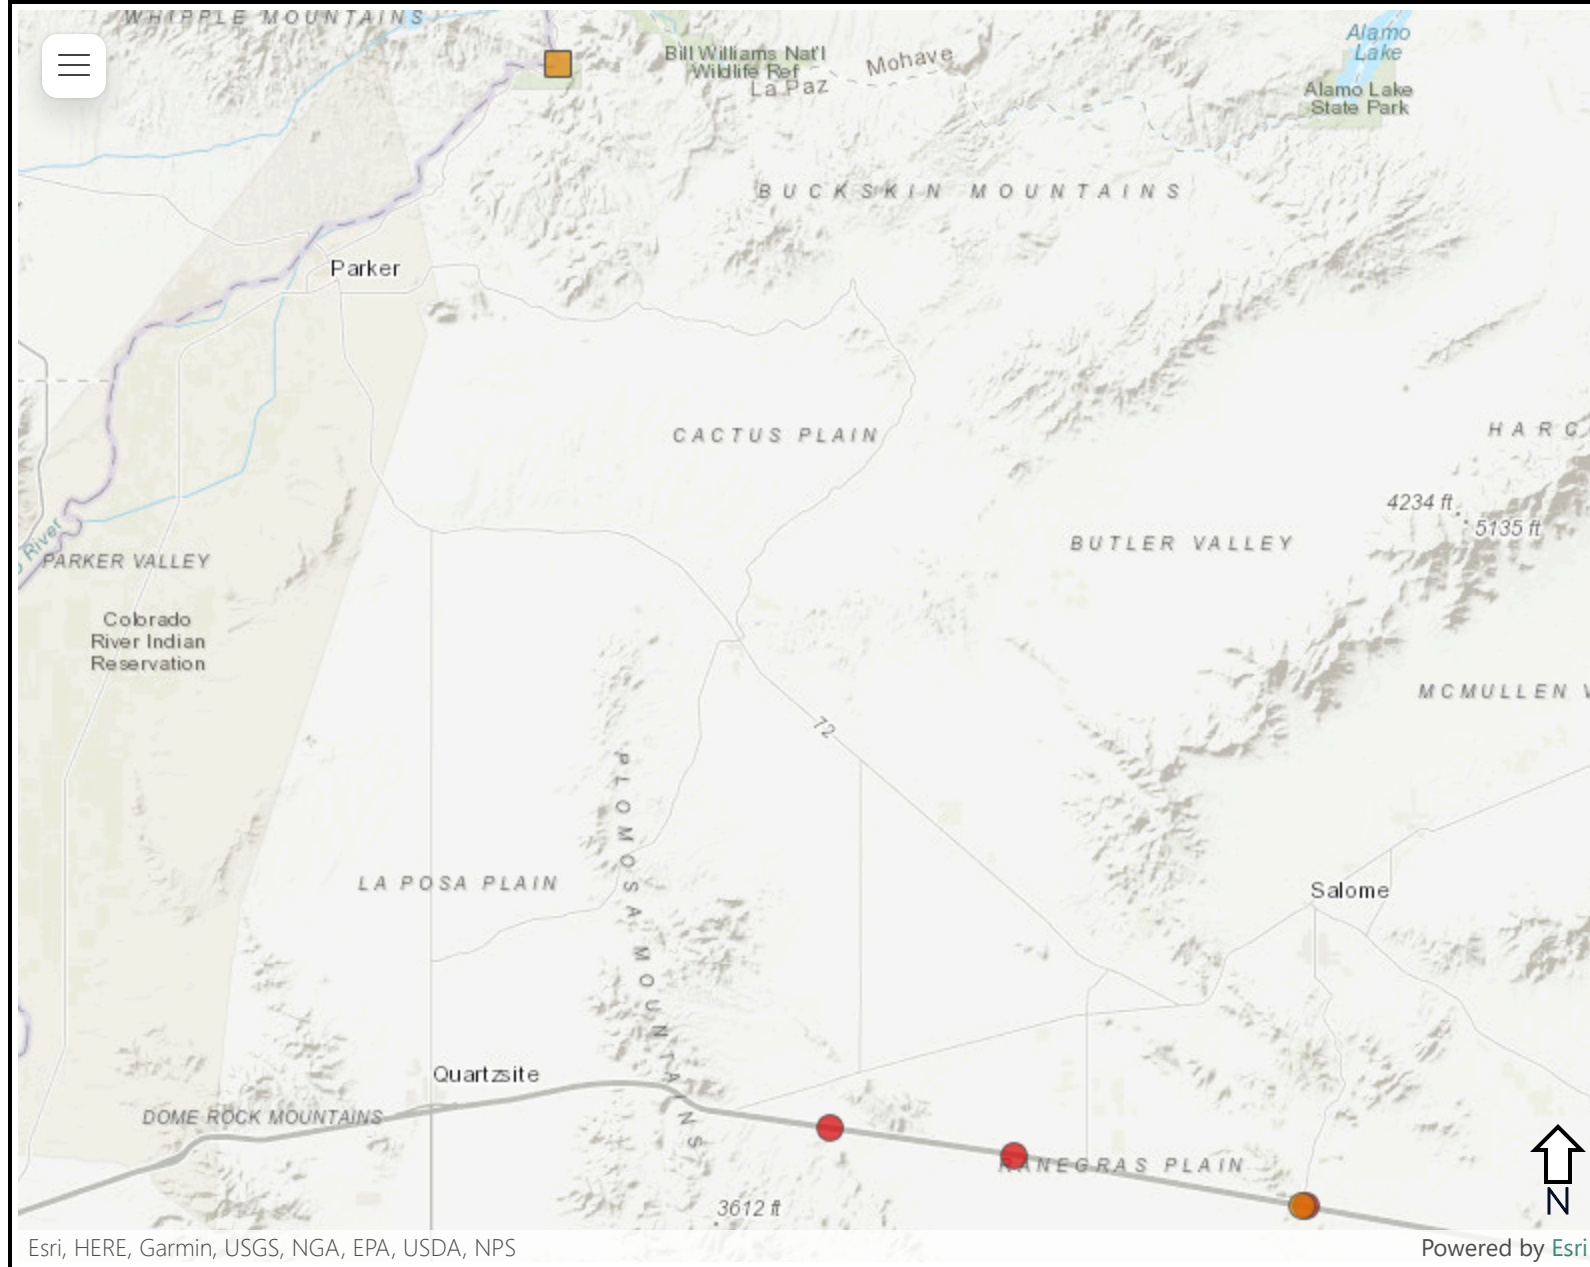 WHIPPLE MOUNTAINS
Alamo
Lake
Bill Williams Nat'l
Wildlife Ref
Mohave
La Paz
Alamo Lake
State Park
BUCKSKIN MOUNTAINS
Parker
CACTUS PLAIN
HARC
4234 ft
5135 ft
BUTLER VALLEY
River
PARKER VALLEY
Colorado
River Indian
Reservation
MCMULLEN V
72
PLOMOSA MOUNTAINS
LA POSA PLAIN
Salome
Quartzsite
DOME ROCK MOUNTAINS
RANEGRAS PLAIN
3612 ft
N
Esri, HERE, Garmin, USGS, NGA, EPA, USDA, NPS
Powered by Esri